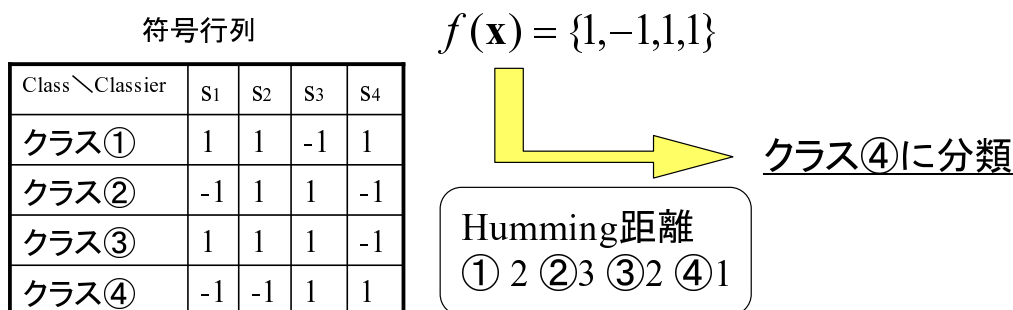 符号行列
f(x) = {1,−1,1,1}
Class＼Classier s1 s2 s3 s4
クラス① 1 1 -1 1
クラス② -1 1 1 -1
クラス③ 1 1 1 -1
クラス④ -1 -1 1 1
クラス④に分類
Humming距離
① 2 ②3 ③2 ④1